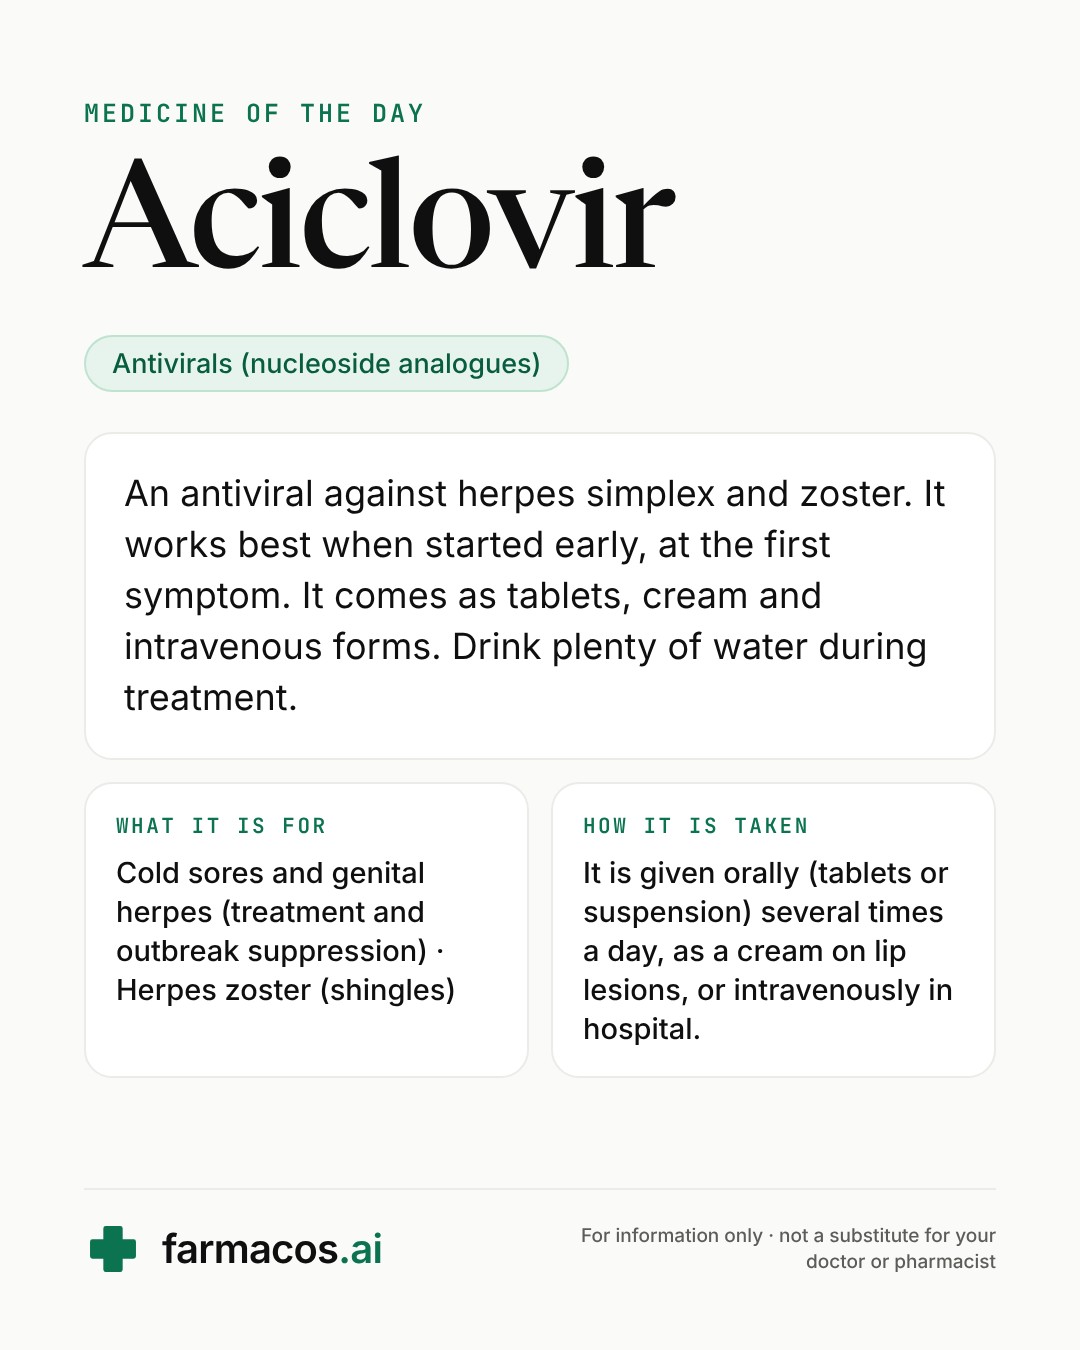 MEDICINE OF THE DAY
Aciclovir
Antivirals (nucleoside analogues)
An antiviral against herpes simplex and zoster. It
works best when started early, at the first
symptom. It comes as tablets, cream and
intravenous forms. Drink plenty of water during
treatment.
WHAT IT IS FOR
Cold sores and genital
herpes (treatment and
outbreak suppression) ·
Herpes zoster (shingles)
HOW IT IS TAKEN
It is given orally (tablets or
suspension) several times
a day, as a cream on lip
lesions, or intravenously in
hospital.
farmacos.ai
For information only · not a substitute for your
doctor or pharmacist